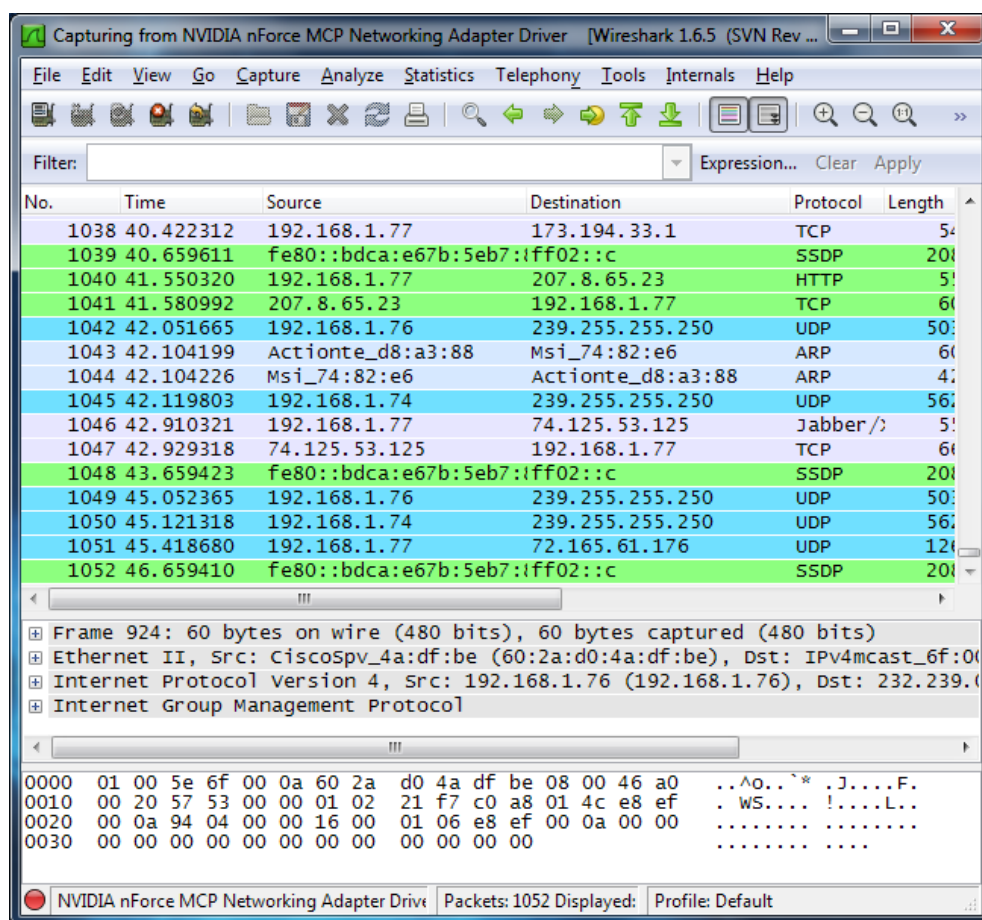 Capturing from NVIDIA nForce MCP Networking Adapter Driver [Wireshark 1.6.5 (SVN Rev ...
File Edit View Go Capture Analyze Statistics Telephony Tools Internals Help
Filter: Expression... Clear Apply
No. Time Source Destination Protocol Length
1038 40.422312 192.168.1.77 173.194.33.1 TCP
1039 40.659611 fe80::bdca:e67b:5eb7: ff02::c SSDP 208
1040 41.550320 192.168.1.77 207.8.65.23 HTTP
1041 41.580992 207.8.65.23 192.168.1.77 TCP
1042 42.051665 192.168.1.76 239.255.255.250 UDP 503
1043 42.104199 Actionte_d8:a3:88 Msi_74:82:e6 ARP
1044 42.104226 Msi_74:82:e6 Actionte_d8:a3:88 ARP
1045 42.119803 192.168.1.74 239.255.255.250 UDP 562
1046 42.910321 192.168.1.77 74.125.53.125 Jabber/
1047 42.929318 74.125.53.125 192.168.1.77 TCP
1048 43.659423 fe80::bdca:e67b:5eb7: ff02::c SSDP 208
1049 45.052365 192.168.1.76 239.255.255.250 UDP 503
1050 45.121318 192.168.1.74 239.255.255.250 UDP 562
1051 45.418680 192.168.1.77 72.165.61.176 UDP 126
1052 46.659410 fe80::bdca:e67b:5eb7: ff02::c SSDP 208
Frame 924: 60 bytes on wire (480 bits), 60 bytes captured (480 bits)
Ethernet II, Src: CiscoSpv_4a:df:be (60:2a:d0:4a:df:be), Dst: IPv4mcast_6f:00
Internet Protocol Version 4, Src: 192.168.1.76 (192.168.1.76), Dst: 232.239.
Internet Group Management Protocol
0000 01 00 5e 6f 00 0a 60 2a d0 4a df be 08 00 46 a0 ..^o..`* .J....F.
0010 00 20 57 53 00 00 01 02 21 f7 c0 a8 01 4c e8 ef . WS.... !....L..
0020 00 0a 94 04 00 00 16 00 01 06 e8 ef 00 0a 00 00 ........ ........
0030 00 00 00 00 00 00 00 00 00 00 00 00 ........ ....
NVIDIA nForce MCP Networking Adapter Drive Packets: 1052 Displayed: Profile: Default